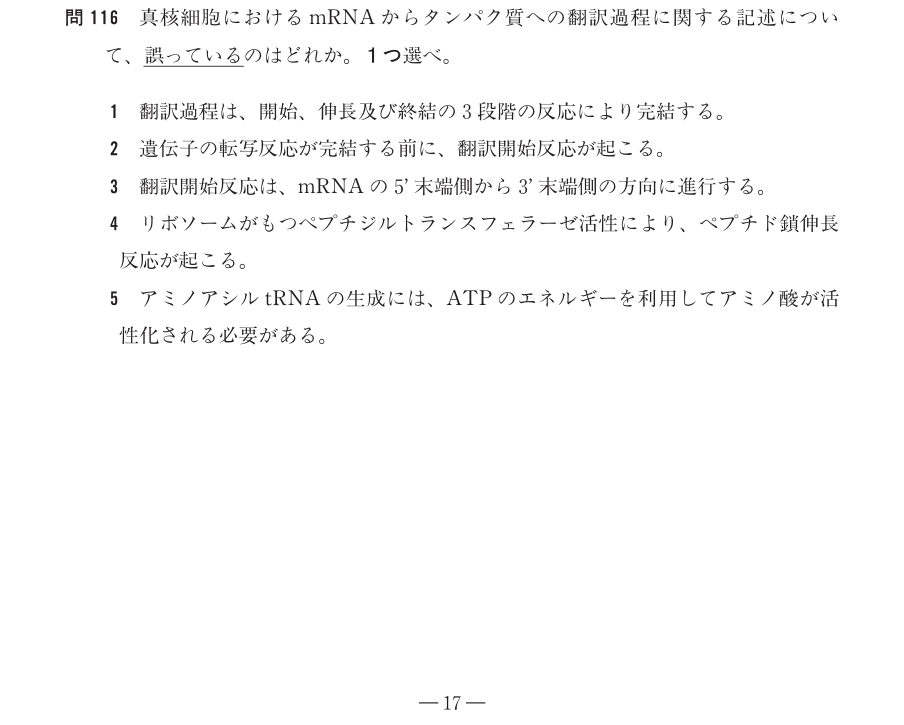 問 116　真核細胞における mRNA からタンパク質への翻訳過程に関する記述につい
て、誤っているのはどれか。1つ選べ。
1　翻訳過程は、開始、伸長及び終結の 3 段階の反応により完結する。
2　遺伝子の転写反応が完結する前に、翻訳開始反応が起こる。
3　翻訳開始反応は、mRNA の 5’ 末端側から 3’ 末端側の方向に進行する。
4　リボソームがもつペプチジルトランスフェラーゼ活性により、ペプチド鎖伸長
反応が起こる。
5　アミノアシル tRNA の生成には、ATP のエネルギーを利用してアミノ酸が活
性化される必要がある。
— 17 —